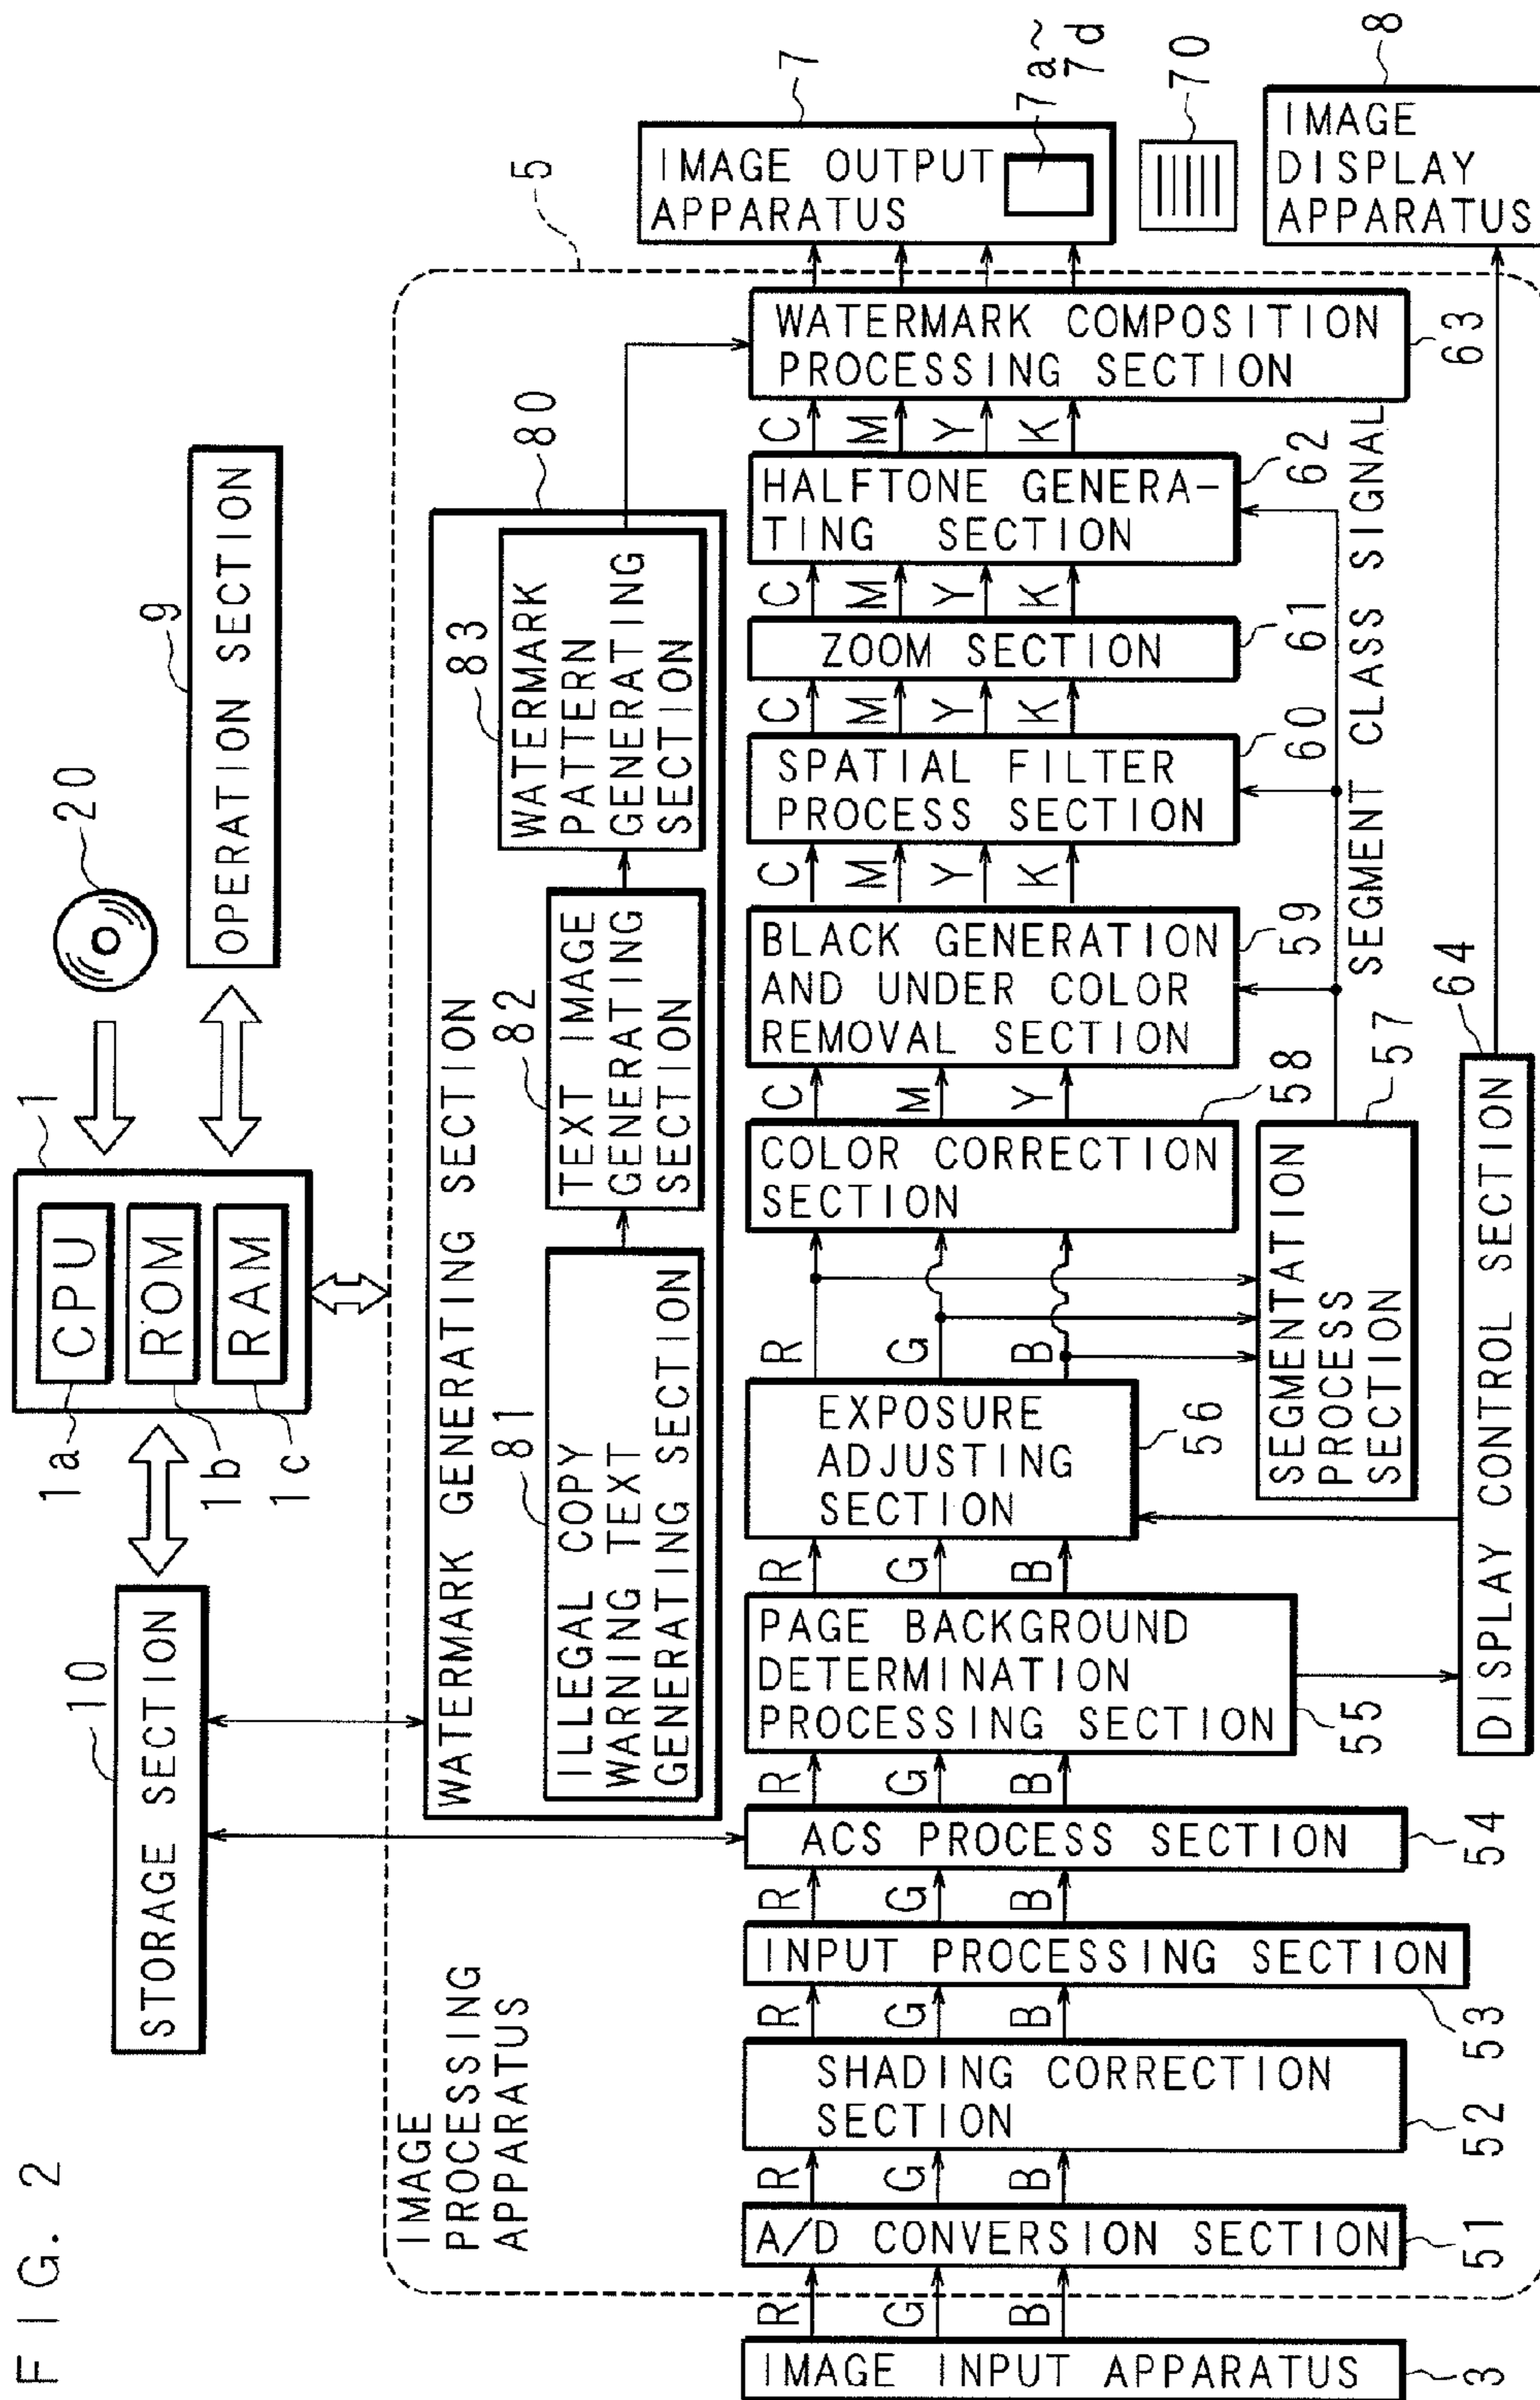 FIG. 2
STORAGE SECTION
10
1
CPU
ROM
RAM
1a
1b
1c
20
9
OPERATION SECTION
5
IMAGE
PROCESSING
APPARATUS
WATERMARK GENERATING SECTION
80
81
ILLEGAL COPY
WARNING TEXT
GENERATING SECTION
82
TEXT IMAGE
GENERATING
SECTION
83
WATERMARK
PATTERN
GENERATING
SECTION
IMAGE INPUT APPARATUS
3
R
G
B
A/D CONVERSION SECTION
51
R
G
B
SHADING CORRECTION
SECTION
52
R
G
B
INPUT PROCESSING SECTION
53
R
G
B
ACS PROCESS SECTION
54
R
G
B
PAGE BACKGROUND
DETERMINATION
PROCESSING SECTION
55
R
G
B
EXPOSURE
ADJUSTING
SECTION
56
R
G
B
SEGMENTATION
PROCESS
SECTION
57
COLOR CORRECTION
SECTION
58
C
M
Y
BLACK GENERATION
AND UNDER COLOR
REMOVAL SECTION
59
C
M
Y
K
SPATIAL FILTER
PROCESS SECTION
60
C
M
Y
K
ZOOM SECTION
61
C
M
Y
K
HALFTONE GENERA-
TING SECTION
62
SEGMENT CLASS SIGNAL
C
M
Y
K
WATERMARK COMPOSITION
PROCESSING SECTION
63
DISPLAY CONTROL SECTION
64
IMAGE OUTPUT
APPARATUS
7
7a~
7d
70
IMAGE
DISPLAY
APPARATUS
8